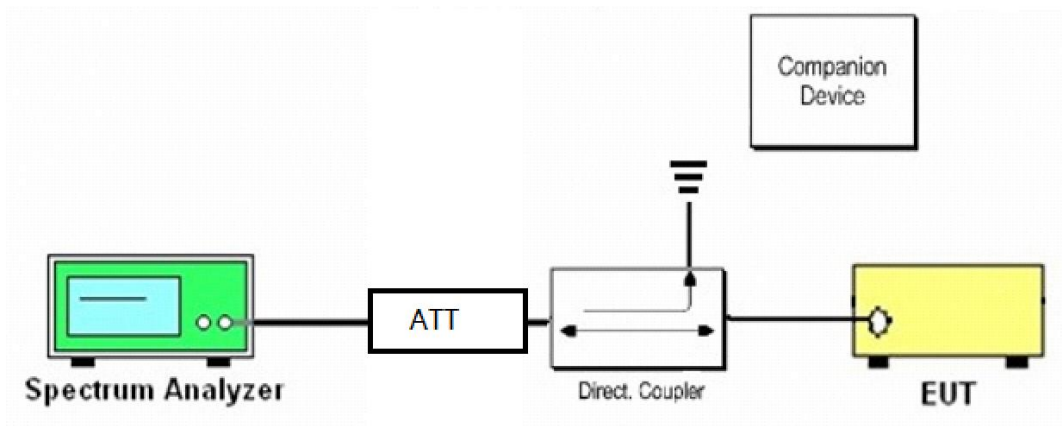 Companion
Device
ATT
Spectrum Analyzer
Direct. Coupler
EUT